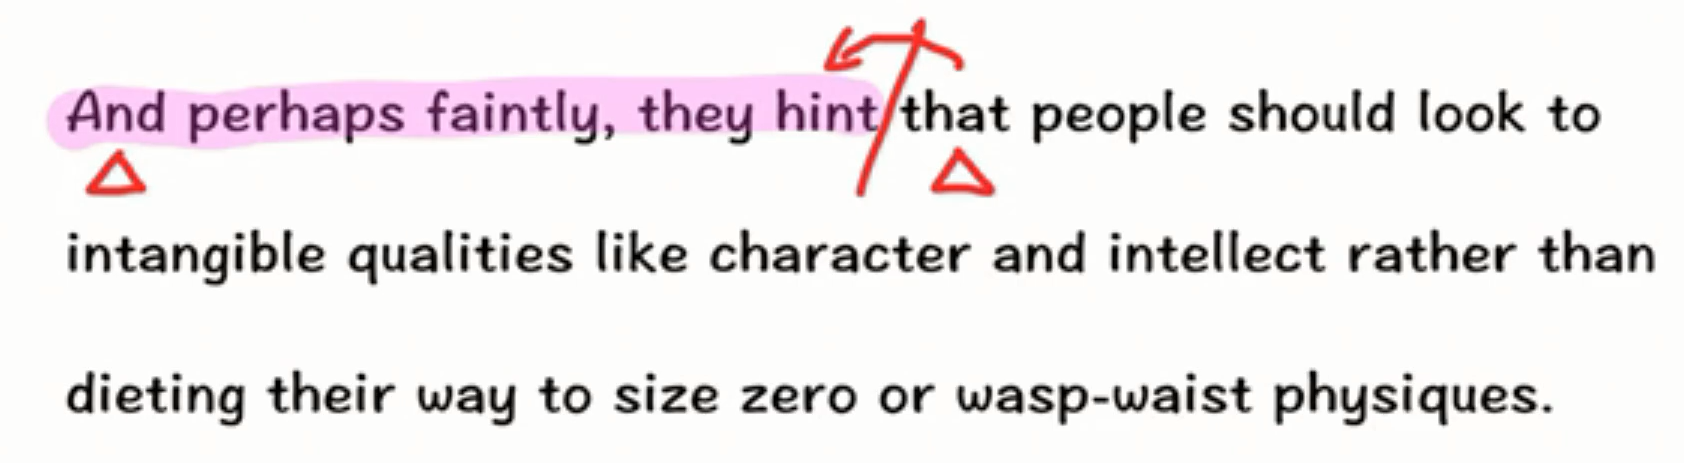 And perhaps faintly, they hint that people should look to
intangible qualities like character and intellect rather than
dieting their way to size zero or wasp-waist physiques.